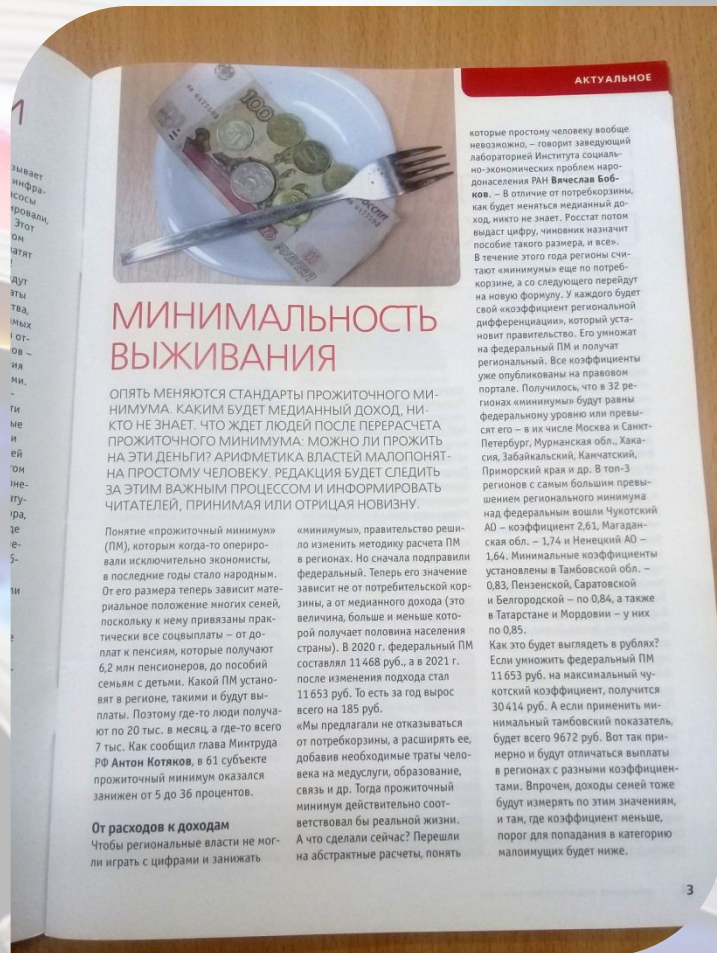 АКТУАЛЬНОЕ
100
РОССИИ
МИНИМАЛЬНОСТЬ
ВЫЖИВАНИЯ
ОПЯТЬ МЕНЯЮТСЯ СТАНДАРТЫ ПРОЖИТОЧНОГО МИ-
НИМУМА. КАКИМ БУДЕТ МЕДИАННЫЙ ДОХОД, НИ-
КТО НЕ ЗНАЕТ. ЧТО ЖДЕТ ЛЮДЕЙ ПОСЛЕ ПЕРЕРАСЧЕТА
ПРОЖИТОЧНОГО МИНИМУМА: МОЖНО ЛИ ПРОЖИТЬ
НА ЭТИ ДЕНЬГИ? АРИФМЕТИКА ВЛАСТЕЙ МАЛОПОНЯТ-
НА ПРОСТОМУ ЧЕЛОВЕКУ. РЕДАКЦИЯ БУДЕТ СЛЕДИТЬ
ЗА ЭТИМ ВАЖНЫМ ПРОЦЕССОМ И ИНФОРМИРОВАТЬ
ЧИТАТЕЛЕЙ, ПРИНИМАЯ ИЛИ ОТРИЦАЯ НОВИЗНУ.
Понятие «прожиточный минимум»
(ПМ), которым когда-то опериро-
вали исключительно экономисты,
в последние годы стало народным.
От его размера теперь зависит мате-
риальное положение многих семей,
поскольку к нему привязаны прак-
тически все соцвыплаты – от до-
плат к пенсиям, которые получают
6,2 млн пенсионеров, до пособий
семьям с детьми. Какой ПМ устано-
вят в регионе, такими и будут вы-
платы. Поэтому где-то люди получа-
ют по 20 тыс. в месяц, а где-то всего
7 тыс. Как сообщил глава Минтруда
РФ Антон Котяков, в 61 субъекте
прожиточный минимум оказался
занижен от 5 до 36 процентов.
От расходов к доходам
Чтобы региональные власти не мог-
ли играть с цифрами и занижать
«минимумы», правительство реши-
ло изменить методику расчета ПМ
в регионах. Но сначала подправили
федеральный. Теперь его значение
зависит не от потребительской кор-
зины, а от медианного дохода (это
величина, больше и меньше кото-
рой получает половина населения
страны). В 2020 г. федеральный ПМ
составлял 11 468 руб., а в 2021 г.
после изменения подхода стал
11 653 руб. То есть за год вырос
всего на 185 руб.
«Мы предлагали не отказываться
от потребкорзины, а расширять ее,
добавив необходимые траты чело-
века на медуслуги, образование,
связь и др. Тогда прожиточный
минимум действительно соот-
ветствовал бы реальной жизни.
А что сделали сейчас? Перешли
на абстрактные расчеты, понять
которые простому человеку вообще
невозможно, – говорит заведующий
лабораторией Института социаль-
но-экономических проблем наро-
донаселения РАН Вячеслав Боб-
ков. – В отличие от потребкорзины,
как будет меняться медианный до-
ход, никто не знает. Росстат потом
выдаст цифру, чиновник назначит
пособие такого размера, и все».
В течение этого года регионы счи-
тают «минимумы» еще по потреб-
корзине, а со следующего перейдут
на новую формулу. У каждого будет
свой «коэффициент региональной
дифференциации», который уста-
новит правительство. Его умножат
на федеральный ПМ и получат
региональный. Все коэффициенты
уже опубликованы на правовом
портале. Получилось, что в 32 ре-
гионах «минимумы» будут равны
федеральному уровню или превы-
сят его – в их числе Москва и Санкт-
Петербург, Мурманская обл., Хака-
сия, Забайкальский, Камчатский,
Приморский края и др. В топ-3
регионов с самым большим превы-
шением регионального минимума
над федеральным вошли Чукотский
АО – коэффициент 2,61, Магадан-
ская обл. – 1,74 и Ненецкий АО –
1,64. Минимальные коэффициенты
установлены в Тамбовской обл. –
0,83, Пензенской, Саратовской
и Белгородской – по 0,84, а также
в Татарстане и Мордовии – у них
по 0,85.
Как это будет выглядеть в рублях?
Если умножить федеральный ПМ
11 653 руб. на максимальный чу-
котский коэффициент, получится
30 414 руб. А если применить ми-
нимальный тамбовский показатель,
будет всего 9672 руб. Вот так при-
мерно и будут отличаться выплаты
в регионах с разными коэффициен-
тами. Впрочем, доходы семей тоже
будут измерять по этим значениям,
и там, где коэффициент меньше,
порог для попадания в категорию
малоимущих будет ниже.
3